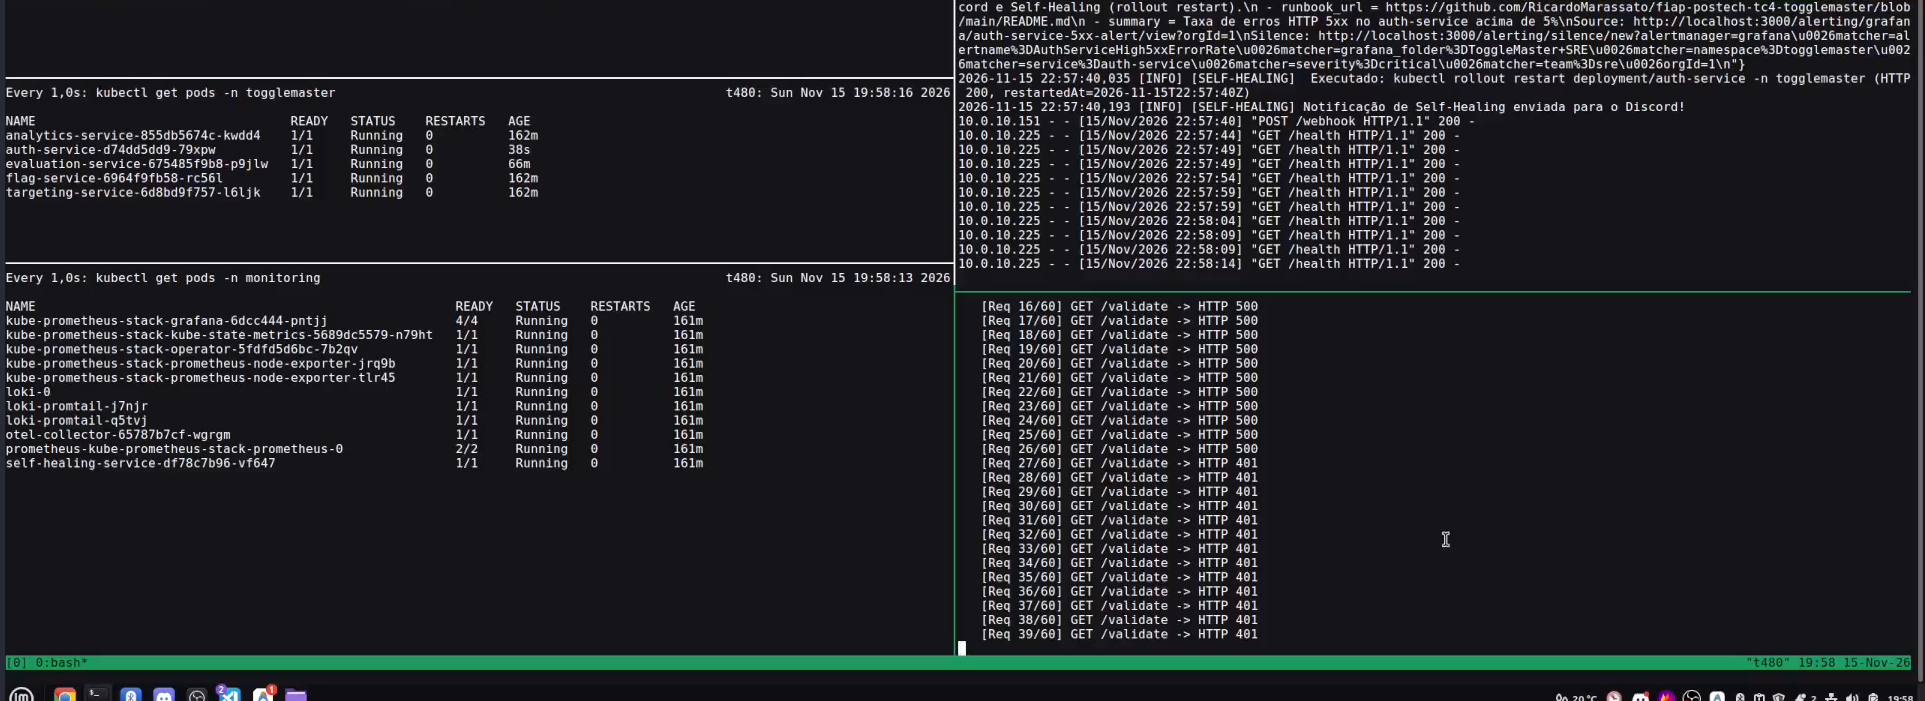 Every 1,0s: kubectl get pods -n togglemaster t480: Sun Nov 15 19:58:16 2026
NAME READY STATUS RESTARTS AGE
analytics-service-855db5674c-kwdd4 1/1 Running 0 162m
auth-service-d74dd5dd9-79xpw 1/1 Running 0 38s
evaluation-service-675485f9b8-p9jlw 1/1 Running 0 66m
flag-service-6964f9fb58-rc56l 1/1 Running 0 162m
targeting-service-6d8bd9f757-l6ljk 1/1 Running 0 162m
Every 1,0s: kubectl get pods -n monitoring t480: Sun Nov 15 19:58:13 2026
NAME READY STATUS RESTARTS AGE
kube-prometheus-stack-grafana-6dcc444-pntjj 4/4 Running 0 161m
kube-prometheus-stack-kube-state-metrics-5689dc5579-n79ht 1/1 Running 0 161m
kube-prometheus-stack-operator-5fdfd5d6bc-7b2qv 1/1 Running 0 161m
kube-prometheus-stack-prometheus-node-exporter-jrq9b 1/1 Running 0 161m
kube-prometheus-stack-prometheus-node-exporter-tlr45 1/1 Running 0 161m
loki-0 1/1 Running 0 161m
loki-promtail-j7njr 1/1 Running 0 161m
loki-promtail-q5tvj 1/1 Running 0 161m
otel-collector-65787b7cf-wgrgm 1/1 Running 0 161m
prometheus-kube-prometheus-stack-prometheus-0 2/2 Running 0 161m
self-healing-service-df78c7b96-vf647 1/1 Running 0 161m
cord e Self-Healing (rollout restart).\n - runbook_url = https://github.com/RicardoMarassato/fiap-postech-tc4-togglemaster/blob
/main/README.md\n - summary = Taxa de erros HTTP 5xx no auth-service acima de 5%\nSource: http://localhost:3000/alerting/grafan
a/auth-service-5xx-alert/view?orgId=1\nSilence: http://localhost:3000/alerting/silence/new?alertmanager=grafana\u0026matcher=al
ertname%3DAuthServiceHigh5xxErrorRate\u0026matcher=grafana_folder%3DToggleMaster+SRE\u0026matcher=namespace%3Dtogglemaster\u002
6matcher=service%3Dauth-service\u0026matcher=severity%3Dcritical\u0026matcher=team%3Dsre\u0026orgId=1\n"}
2026-11-15 22:57:40,035 [INFO] [SELF-HEALING]  Executado: kubectl rollout restart deployment/auth-service -n togglemaster (HTTP
200, restartedAt=2026-11-15T22:57:40Z)
2026-11-15 22:57:40,193 [INFO] [SELF-HEALING] Notificação de Self-Healing enviada para o Discord!
10.0.10.151 - - [15/Nov/2026 22:57:40] "POST /webhook HTTP/1.1" 200 -
10.0.10.225 - - [15/Nov/2026 22:57:44] "GET /health HTTP/1.1" 200 -
10.0.10.225 - - [15/Nov/2026 22:57:49] "GET /health HTTP/1.1" 200 -
10.0.10.225 - - [15/Nov/2026 22:57:49] "GET /health HTTP/1.1" 200 -
10.0.10.225 - - [15/Nov/2026 22:57:54] "GET /health HTTP/1.1" 200 -
10.0.10.225 - - [15/Nov/2026 22:57:59] "GET /health HTTP/1.1" 200 -
10.0.10.225 - - [15/Nov/2026 22:57:59] "GET /health HTTP/1.1" 200 -
10.0.10.225 - - [15/Nov/2026 22:58:04] "GET /health HTTP/1.1" 200 -
10.0.10.225 - - [15/Nov/2026 22:58:09] "GET /health HTTP/1.1" 200 -
10.0.10.225 - - [15/Nov/2026 22:58:09] "GET /health HTTP/1.1" 200 -
10.0.10.225 - - [15/Nov/2026 22:58:14] "GET /health HTTP/1.1" 200 -
[Req 16/60] GET /validate -> HTTP 500
[Req 17/60] GET /validate -> HTTP 500
[Req 18/60] GET /validate -> HTTP 500
[Req 19/60] GET /validate -> HTTP 500
[Req 20/60] GET /validate -> HTTP 500
[Req 21/60] GET /validate -> HTTP 500
[Req 22/60] GET /validate -> HTTP 500
[Req 23/60] GET /validate -> HTTP 500
[Req 24/60] GET /validate -> HTTP 500
[Req 25/60] GET /validate -> HTTP 500
[Req 26/60] GET /validate -> HTTP 500
[Req 27/60] GET /validate -> HTTP 401
[Req 28/60] GET /validate -> HTTP 401
[Req 29/60] GET /validate -> HTTP 401
[Req 30/60] GET /validate -> HTTP 401
[Req 31/60] GET /validate -> HTTP 401
[Req 32/60] GET /validate -> HTTP 401
[Req 33/60] GET /validate -> HTTP 401
[Req 34/60] GET /validate -> HTTP 401
[Req 35/60] GET /validate -> HTTP 401
[Req 36/60] GET /validate -> HTTP 401
[Req 37/60] GET /validate -> HTTP 401
[Req 38/60] GET /validate -> HTTP 401
[Req 39/60] GET /validate -> HTTP 401
[0] 0:bash* "t480" 19:58 15-Nov-26
2 1 20°C 2 19:58